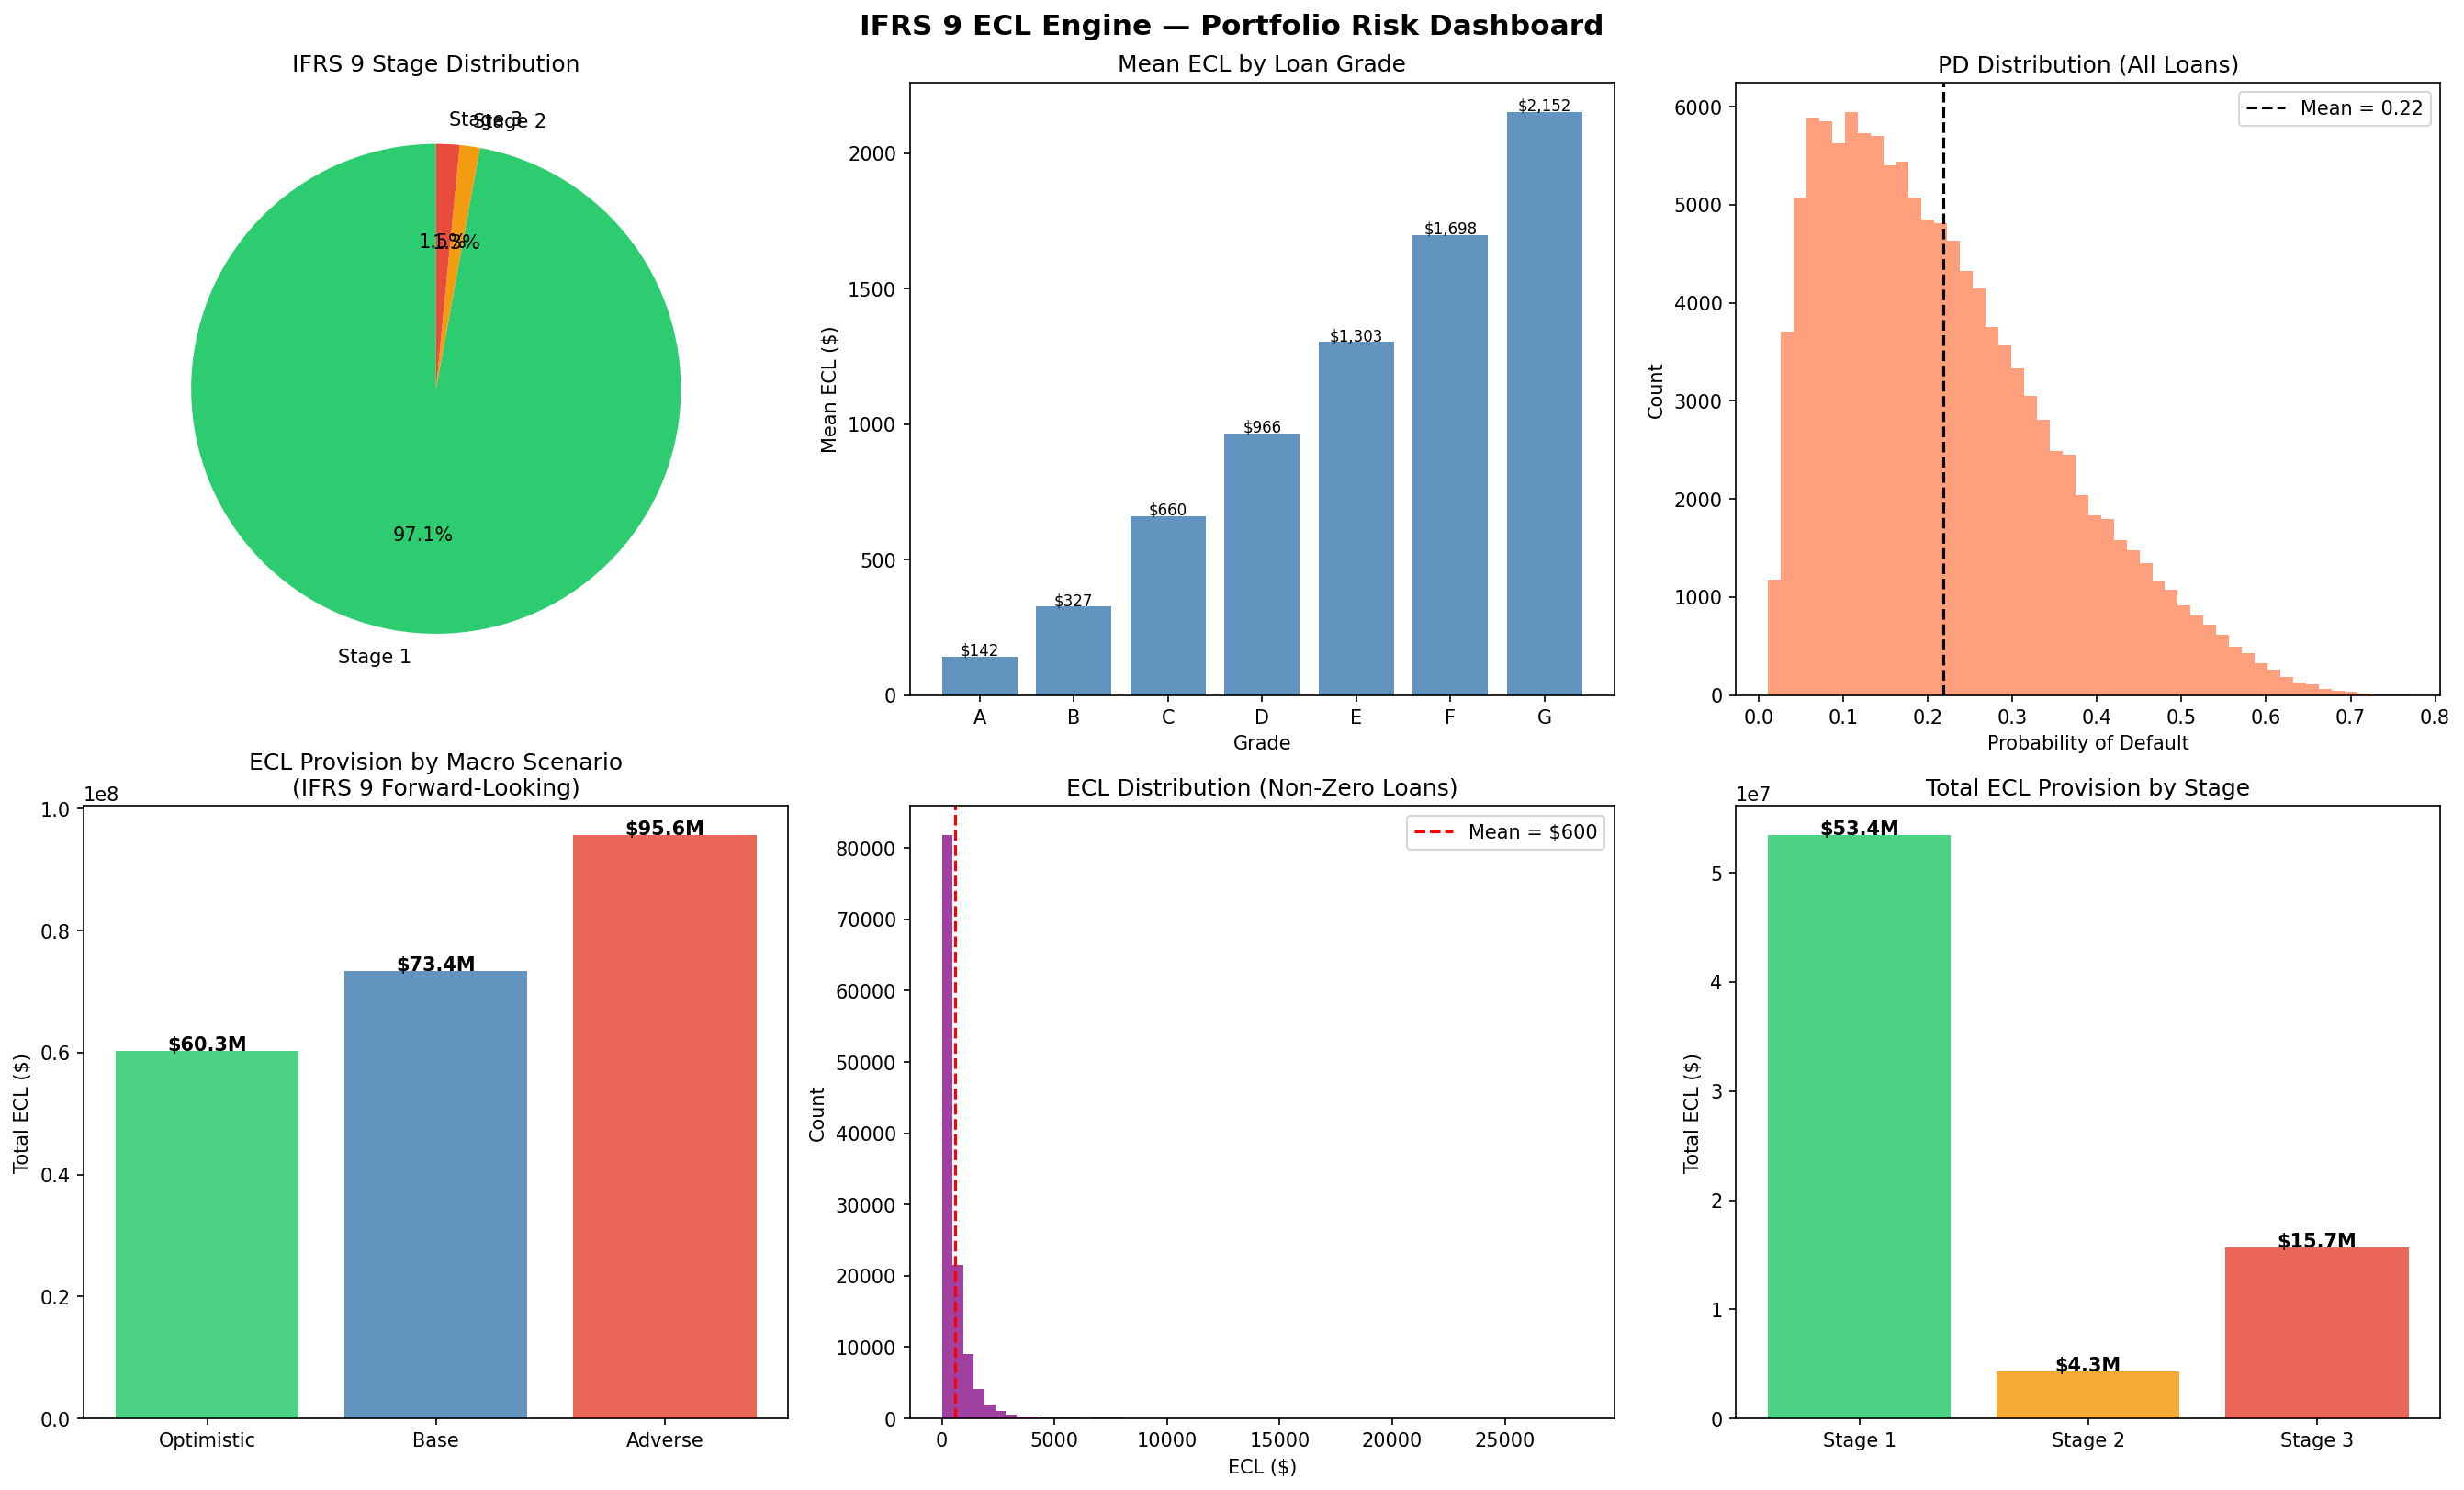 IFRS 9 ECL Engine — Portfolio Risk Dashboard
IFRS 9 Stage Distribution
Stage 3
Stage 2
1.5%
1.3%
97.1%
Stage 1
Mean ECL by Loan Grade
Mean ECL ($)
2000
1500
1000
500
0
$142
$327
$660
$966
$1,303
$1,698
$2,152
A
B
C
D
E
F
G
Grade
PD Distribution (All Loans)
Mean = 0.22
Count
6000
5000
4000
3000
2000
1000
0
0.0
0.1
0.2
0.3
0.4
0.5
0.6
0.7
0.8
Probability of Default
ECL Provision by Macro Scenario
(IFRS 9 Forward-Looking)
1e8
Total ECL ($)
1.0
0.8
0.6
0.4
0.2
0.0
$60.3M
$73.4M
$95.6M
Optimistic
Base
Adverse
ECL Distribution (Non-Zero Loans)
Mean = $600
Count
80000
70000
60000
50000
40000
30000
20000
10000
0
0
5000
10000
15000
20000
25000
ECL ($)
Total ECL Provision by Stage
1e7
Total ECL ($)
5
4
3
2
1
0
$53.4M
$4.3M
$15.7M
Stage 1
Stage 2
Stage 3